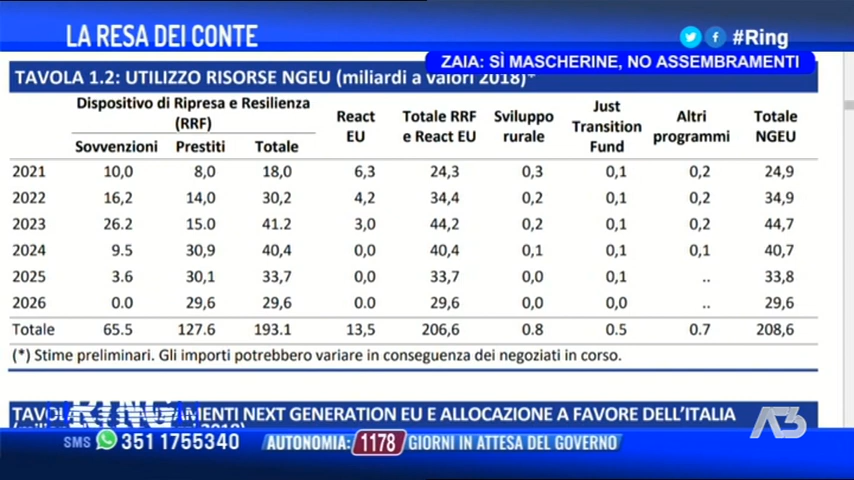 LA RESA DEI CONTE
#Ring
ZAIA: SÌ MASCHERINE, NO ASSEMBRAMENTI
TAVOLA 1.2: UTILIZZO RISORSE NGEU (miliardi a valori 2018)*
Dispositivo di Ripresa e Resilienza (RRF) React EU Totale RRF e React EU Sviluppo rurale Just Transition Fund Altri programmi Totale NGEU
Sovvenzioni Prestiti Totale
2021 10,0 8,0 18,0 6,3 24,3 0,3 0,1 0,2 24,9
2022 16,2 14,0 30,2 4,2 34,4 0,2 0,1 0,2 34,9
2023 26.2 15.0 41.2 3,0 44,2 0,2 0,1 0,2 44,7
2024 9.5 30,9 40,4 0,0 40,4 0,1 0,1 0,1 40,7
2025 3.6 30,1 33,7 0,0 33,7 0,0 0,1 .. 33,8
2026 0.0 29,6 29,6 0.0 29,6 0,0 0,0 .. 29,6
Totale 65.5 127.6 193.1 13,5 206,6 0.8 0.5 0.7 208,6
(*) Stime preliminari. Gli importi potrebbero variare in conseguenza dei negoziati in corso.
NEXT GENERATION EU E ALLOCAZIONE A FAVORE DELL'ITALIA
RING
A3
SMS 351 1755340 AUTONOMIA: 1178 GIORNI IN ATTESA DEL GOVERNO